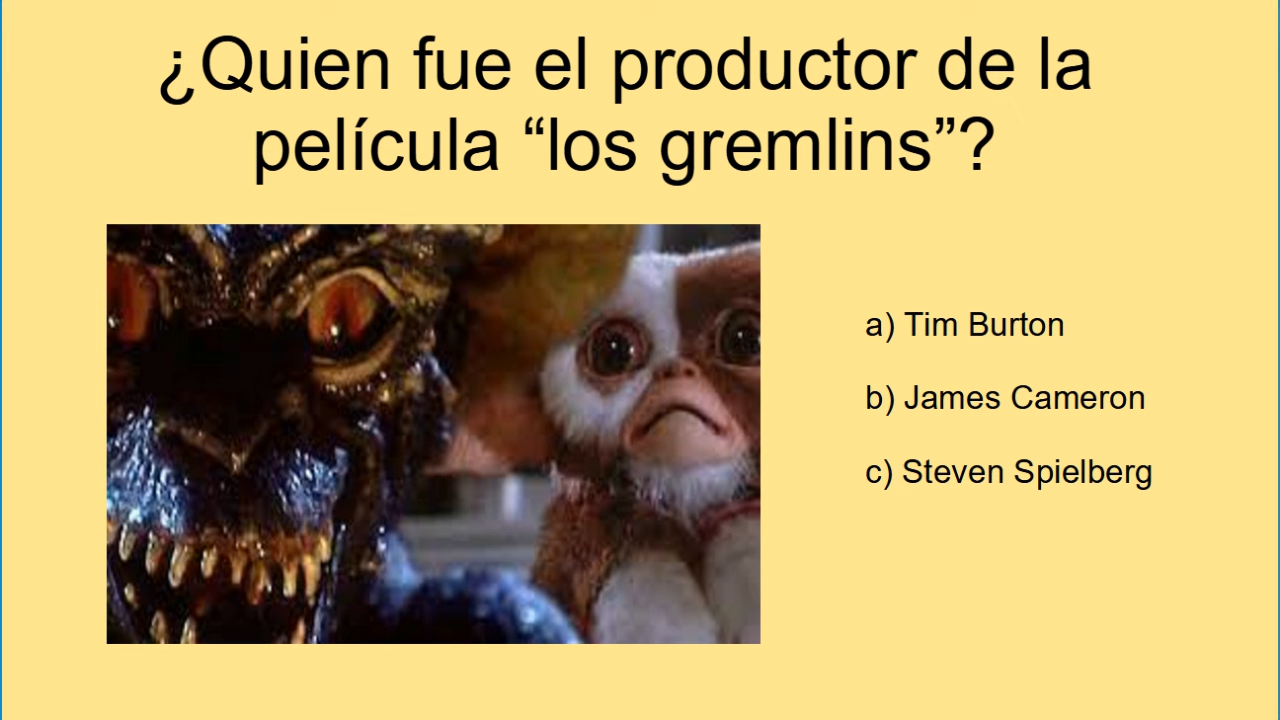 ¿Quien fue el productor de la
película “los gremlins”?
a) Tim Burton
b) James Cameron
c) Steven Spielberg